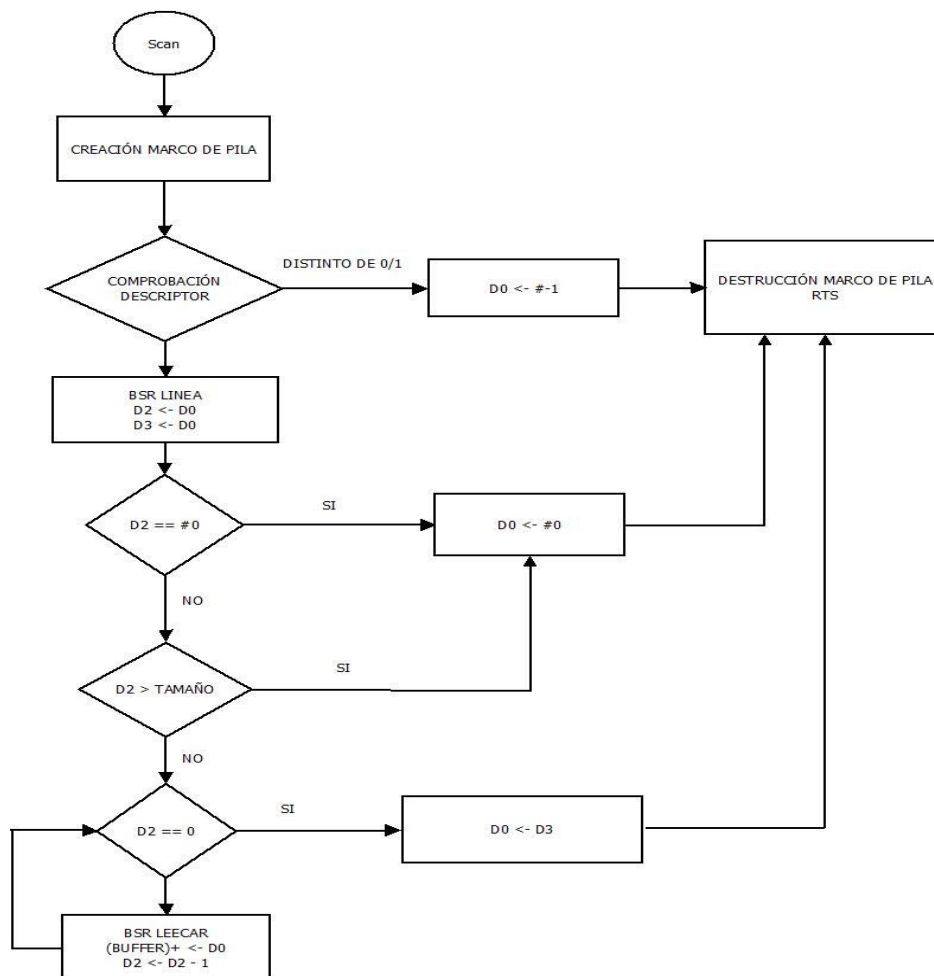 Scan
CREACIÓN MARCO DE PILA
COMPROBACIÓN
DESCRIPTOR
DISTINTO DE 0/1
D0 <- #-1
DESTRUCCIÓN MARCO DE PILA
RTS
BSR LINEA
D2 <- D0
D3 <- D0
D2 == #0
SI
D0 <- #0
NO
D2 > TAMAÑO
SI
NO
D2 == 0
SI
D0 <- D3
BSR LEECAR
(BUFFER)+ <- D0
D2 <- D2 - 1